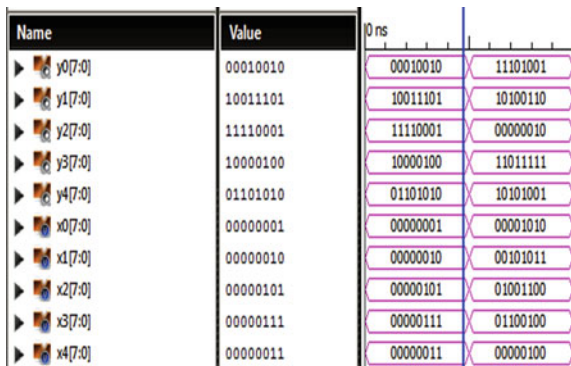 Name Value 0 ns
y0[7:0] 00010010 00010010 11101001
y1[7:0] 10011101 10011101 10100110
y2[7:0] 11110001 11110001 00000010
y3[7:0] 10000100 10000100 11011111
y4[7:0] 01101010 01101010 10101001
x0[7:0] 00000001 00000001 00001010
x1[7:0] 00000010 00000010 00101011
x2[7:0] 00000101 00000101 01001100
x3[7:0] 00000111 00000111 01100100
x4[7:0] 00000011 00000011 00000100